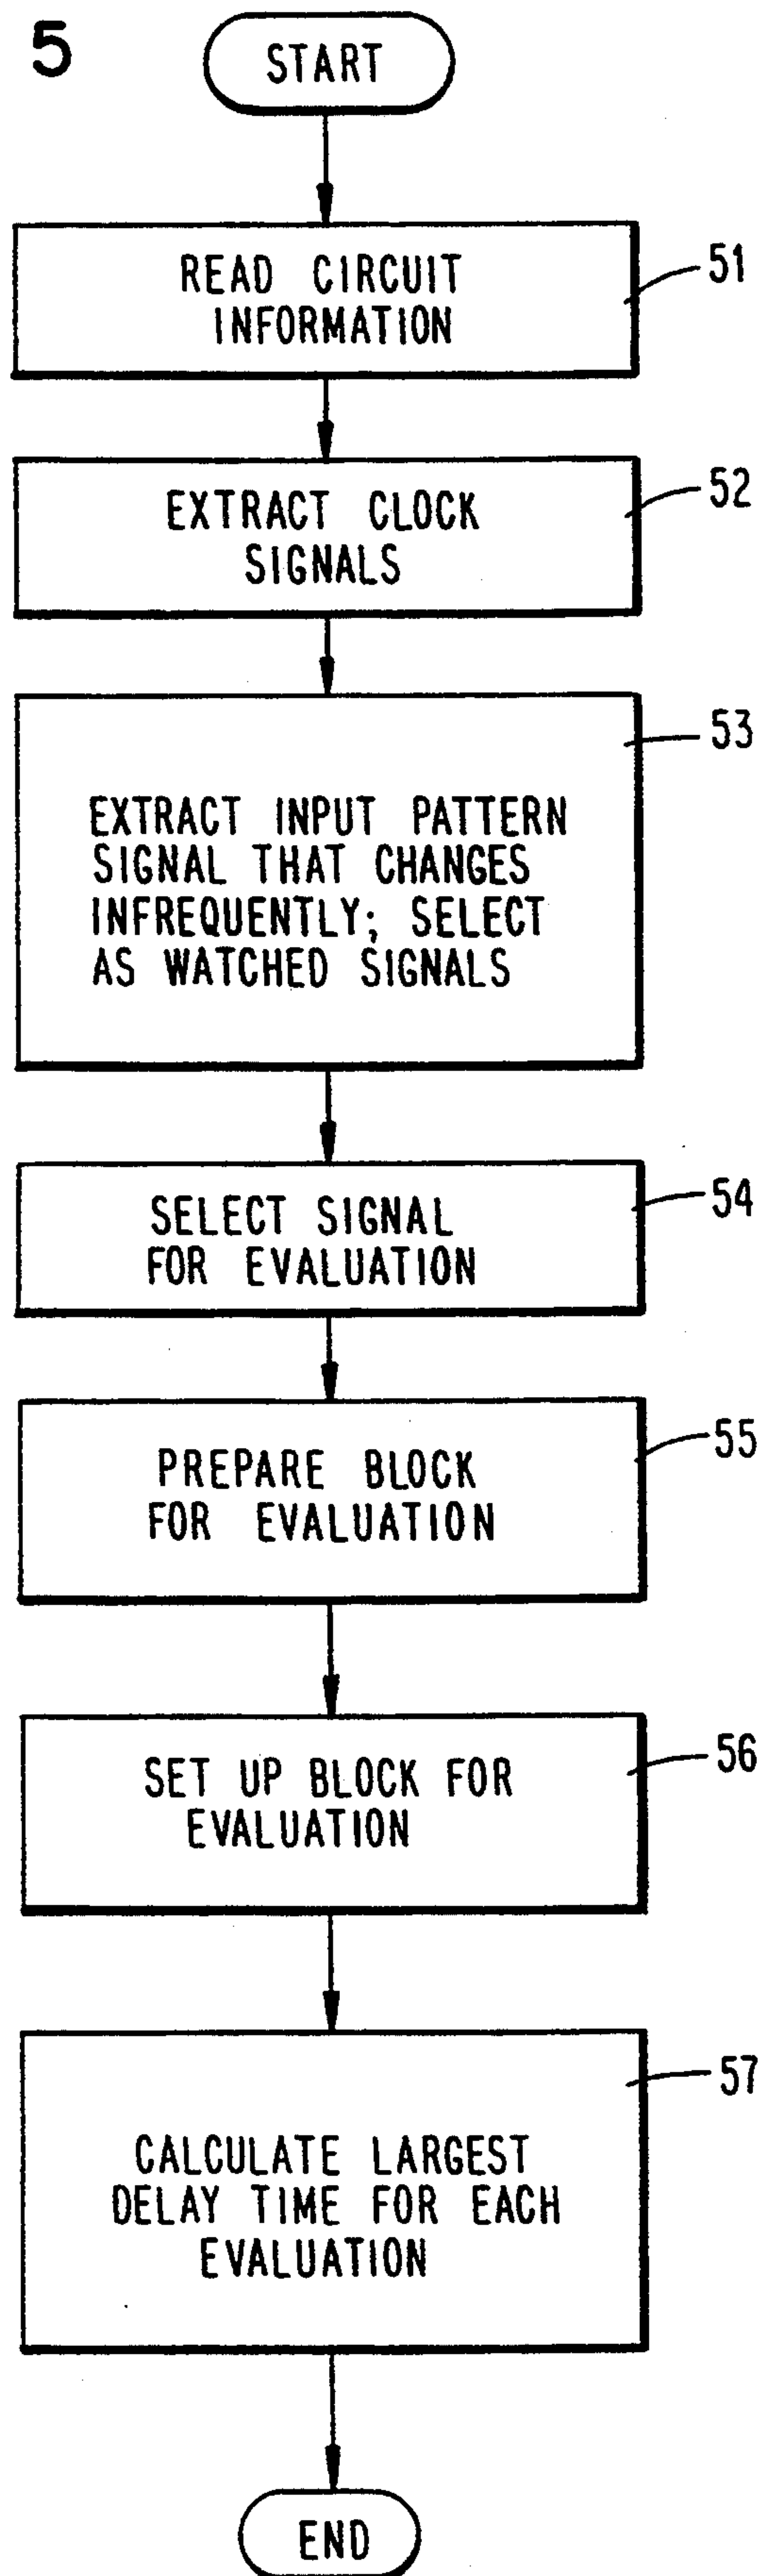 5
START
READ CIRCUIT
INFORMATION
51
EXTRACT CLOCK
SIGNALS
52
53
EXTRACT INPUT PATTERN
SIGNAL THAT CHANGES
INFREQUENTLY; SELECT
AS WATCHED SIGNALS
54
SELECT SIGNAL
FOR EVALUATION
55
PREPARE BLOCK
FOR EVALUATION
56
SET UP BLOCK FOR
EVALUATION
57
CALCULATE LARGEST
DELAY TIME FOR EACH
EVALUATION
END